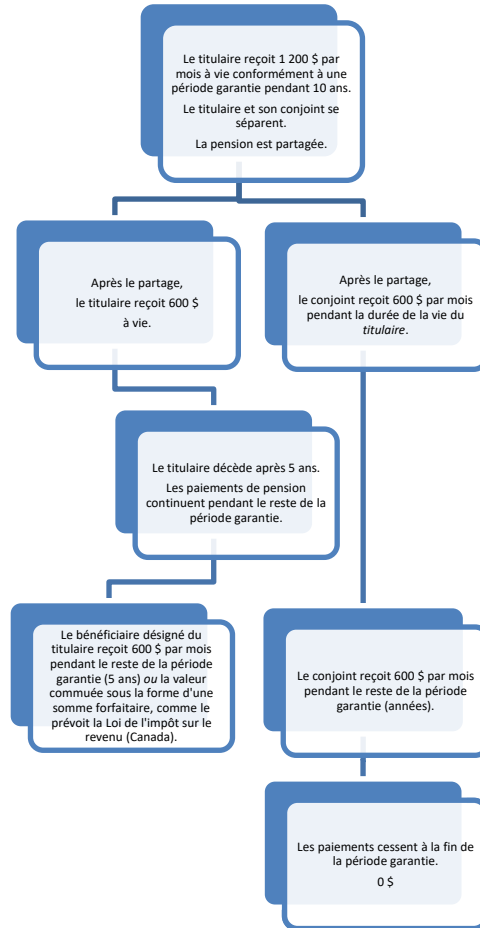 Le titulaire reçoit 1 200 $ par
mois à vie conformément à une
période garantie pendant 10 ans.
Le titulaire et son conjoint se
séparent.
La pension est partagée.
Après le partage,
le titulaire reçoit 600 $
à vie.
Après le partage,
le conjoint reçoit 600 $ par mois
pendant la durée de la vie du
titulaire.
Le titulaire décède après 5 ans.
Les paiements de pension
continuent pendant le reste de la
période garantie.
Le bénéficiaire désigné du
titulaire reçoit 600 $ par mois
pendant le reste de la période
garantie (5 ans) ou la valeur
commuée sous la forme d'une
somme forfaitaire, comme le
prévoit la Loi de l'impôt sur le
revenu (Canada).
Le conjoint reçoit 600 $ par mois
pendant le reste de la période
garantie (années).
Les paiements cessent à la fin de
la période garantie.
0 $